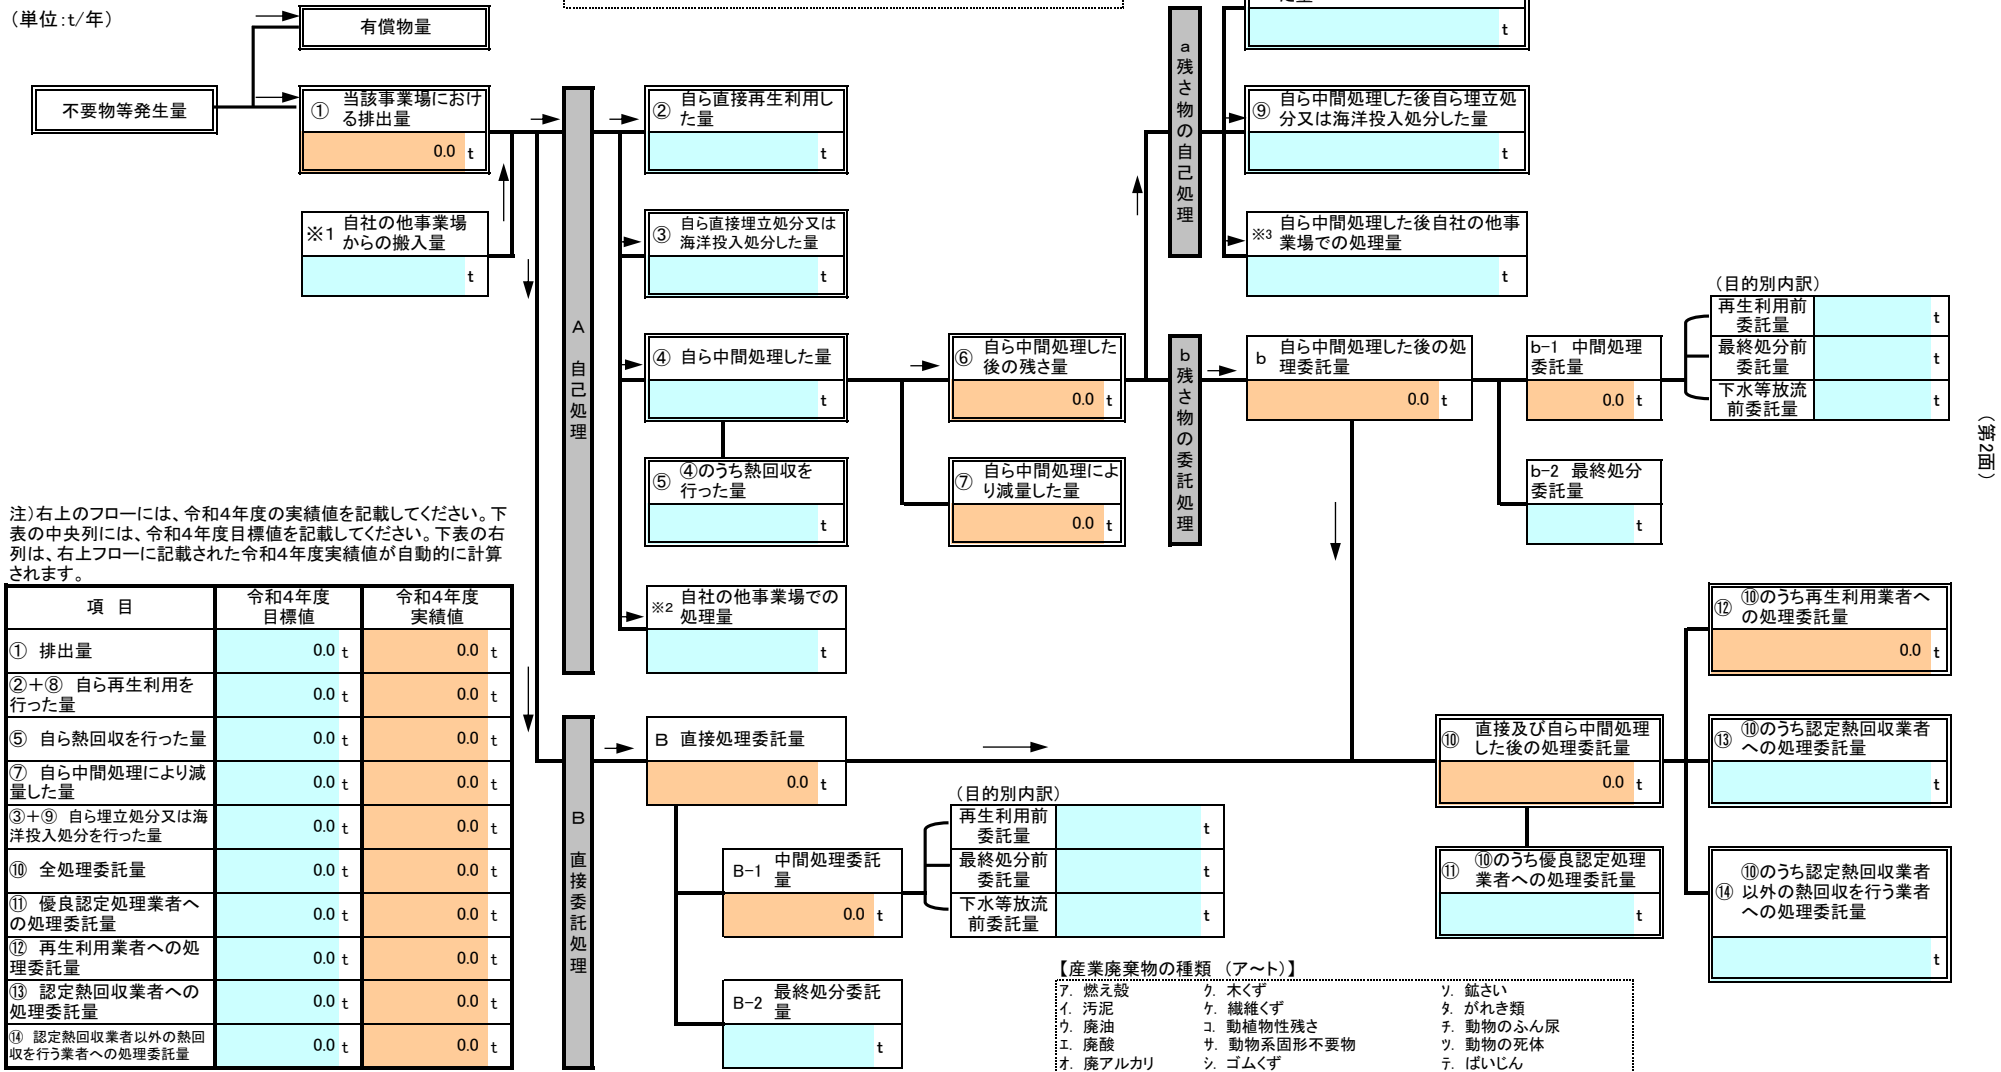 （単位：t/年）
有償物量
不要物等発生量
① 当該事業場におけ
る排出量
0.0 t
※1 自社の他事業場
からの搬入量
t
A 自己処理
② 自ら直接再生利用し
た量
t
③ 自ら直接埋立処分又は
海洋投入処分した量
t
④ 自ら中間処理した量
t
⑤ ④のうち熱回収を
行った量
t
※2 自社の他事業場での
処理量
t
⑥ 自ら中間処理した
後の残さ量
0.0 t
⑦ 自ら中間処理によ
り減量した量
0.0 t
a 残さ物の自己処理
t
⑨ 自ら中間処理した後自ら埋立処
分又は海洋投入処分した量
t
※3 自ら中間処理した後自社の他事
業場での処理量
t
b 残さ物の委託処理
b 自ら中間処理した後の処
理委託量
0.0 t
b-1 中間処理
委託量
0.0 t
b-2 最終処分
委託量
t
（目的別内訳）
再生利用前
委託量
t
最終処分前
委託量
t
下水等放流
前委託量
t
（第2面）
注）右上のフローには、令和4年度の実績値を記載してください。下
表の中央列には、令和4年度目標値を記載してください。下表の右
列は、右上フローに記載された令和4年度実績値が自動的に計算
されます。
項 目 令和4年度 目標値 令和4年度 実績値
① 排出量 0.0 t 0.0 t
②＋⑧ 自ら再生利用を
行った量 0.0 t 0.0 t
⑤ 自ら熱回収を行った量 0.0 t 0.0 t
⑦ 自ら中間処理により減
量した量 0.0 t 0.0 t
③＋⑨ 自ら埋立処分又は海
洋投入処分を行った量 0.0 t 0.0 t
⑩ 全処理委託量 0.0 t 0.0 t
⑪ 優良認定処理業者へ
の処理委託量 0.0 t 0.0 t
⑫ 再生利用業者への処
理委託量 0.0 t 0.0 t
⑬ 認定熱回収業者への
処理委託量 0.0 t 0.0 t
⑭ 認定熱回収業者以外の熱回
収を行う業者への処理委託量 0.0 t 0.0 t
B 直接委託処理
B 直接処理委託量
0.0 t
B-1 中間処理委託
量
0.0 t
B-2 最終処分委託
量
t
（目的別内訳）
再生利用前
委託量
t
最終処分前
委託量
t
下水等放流
前委託量
t
⑩ 直接及び自ら中間処理
した後の処理委託量
0.0 t
⑪ ⑩のうち優良認定処理
業者への処理委託量
t
⑫ ⑩のうち再生利用業者へ
の処理委託量
0.0 t
⑬ ⑩のうち認定熱回収業者
への処理委託量
t
⑭ ⑩のうち認定熱回収業者
以外の熱回収を行う業者
への処理委託量
t
【産業廃棄物の種類 （ア～ト）】
ｱ. 燃え殻 ｸ. 木くず ｿ. 鉱さい
ｲ. 汚泥 ｹ. 繊維くず ﾀ. がれき類
ｳ. 廃油 ｺ. 動植物性残さ ﾁ. 動物のふん尿
ｴ. 廃酸 ｻ. 動物系固形不要物 ﾂ. 動物の死体
ｵ. 廃アルカリ ｼ. ゴムくず ﾃ. ばいじん